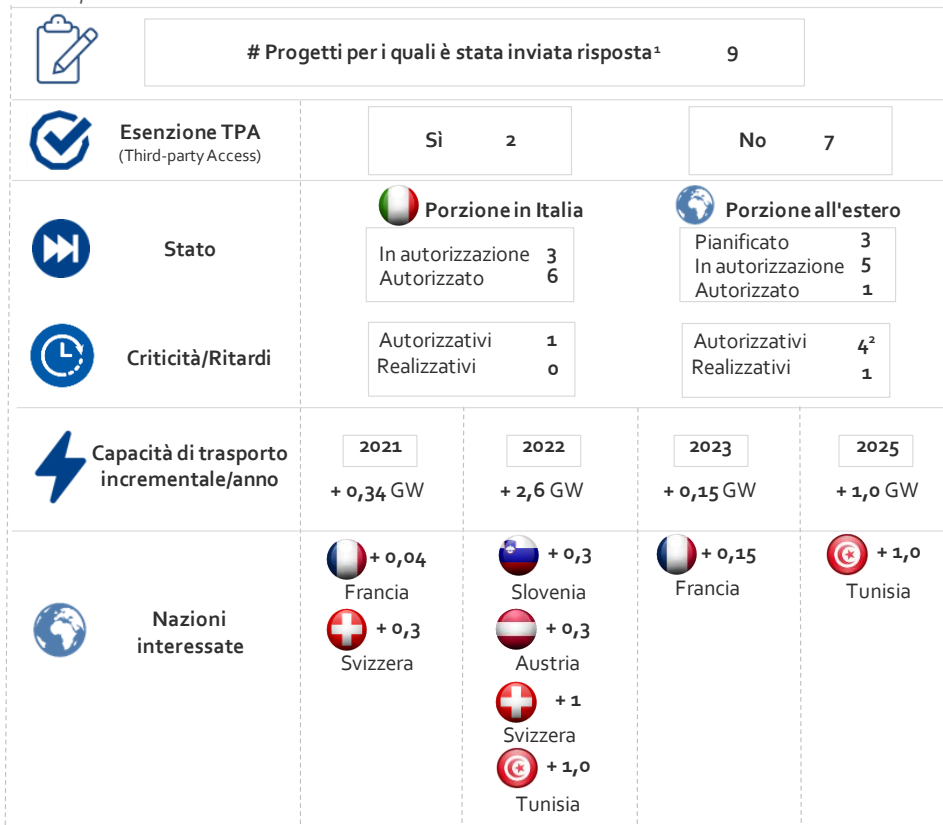 # Progetti per i quali è stata inviata risposta¹ 9
Esenzione TPA
(Third-party Access)
Sì 2
No 7
Stato
Porzione in Italia
In autorizzazione 3
Autorizzato 6
Porzione all'estero
Pianificato 3
In autorizzazione 5
Autorizzato 1
Criticità/Ritardi
Autorizzativi 1
Realizzativi 0
Autorizzativi 4²
Realizzativi 1
Capacità di trasporto
incrementale/anno
2021
+ 0,34 GW
2022
+ 2,6 GW
2023
+ 0,15 GW
2025
+ 1,0 GW
Nazioni
interessate
+ 0,04
Francia
+ 0,3
Svizzera
+ 0,3
Slovenia
+ 0,3
Austria
+ 1
Svizzera
+ 1,0
Tunisia
+ 0,15
Francia
+ 1,0
Tunisia